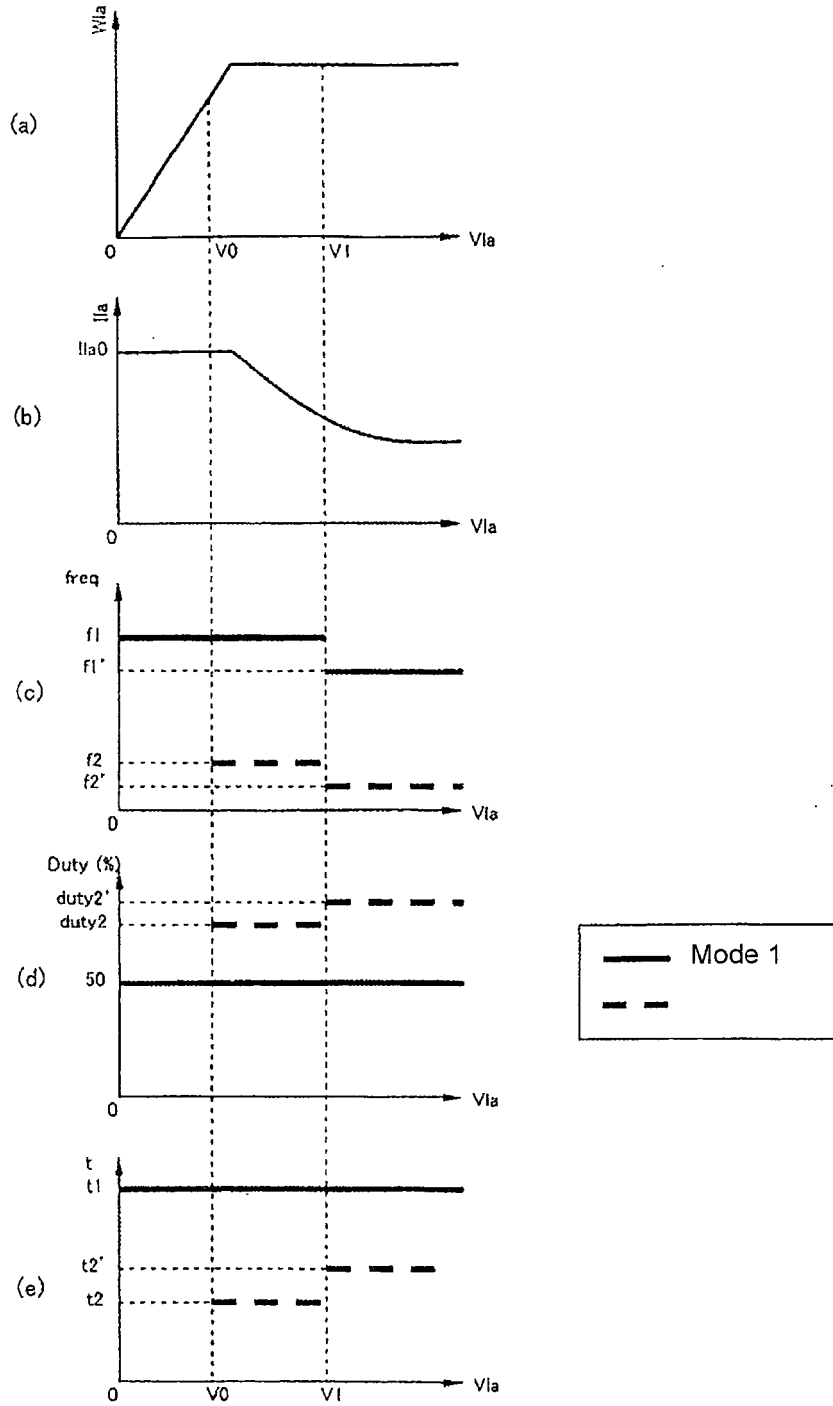 Wla
(a)
0
V0
V1
Vla
Ila
Ila0
(b)
0
Vla
freq
f1
f1'
(c)
f2
f2'
0
Vla
Duty (%)
duty2'
duty2
(d)
50
Mode 1
0
Vla
t
t1
t2'
(e)
t2
0
V0
V1
Vla